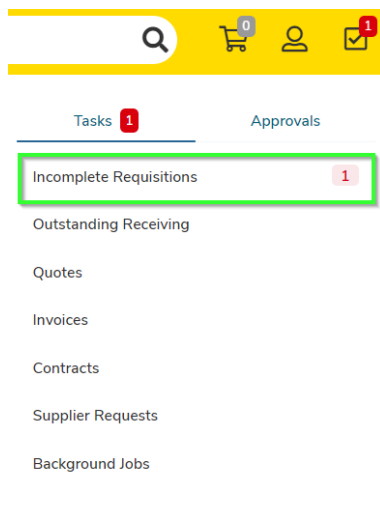 0 1
Tasks 1 Approvals
Incomplete Requisitions 1
Outstanding Receiving
Quotes
Invoices
Contracts
Supplier Requests
Background Jobs